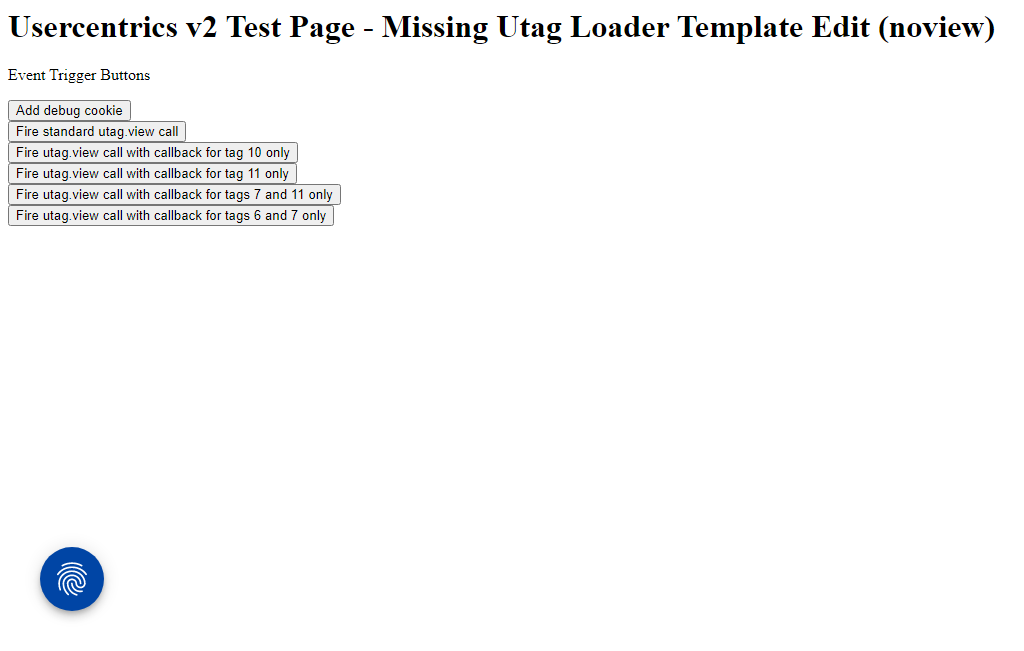 Usercentrics v2 Test Page - Missing Utag Loader Template Edit (noview)
Event Trigger Buttons
Add debug cookie
Fire standard utag.view call
Fire utag.view call with callback for tag 10 only
Fire utag.view call with callback for tag 11 only
Fire utag.view call with callback for tags 7 and 11 only
Fire utag.view call with callback for tags 6 and 7 only